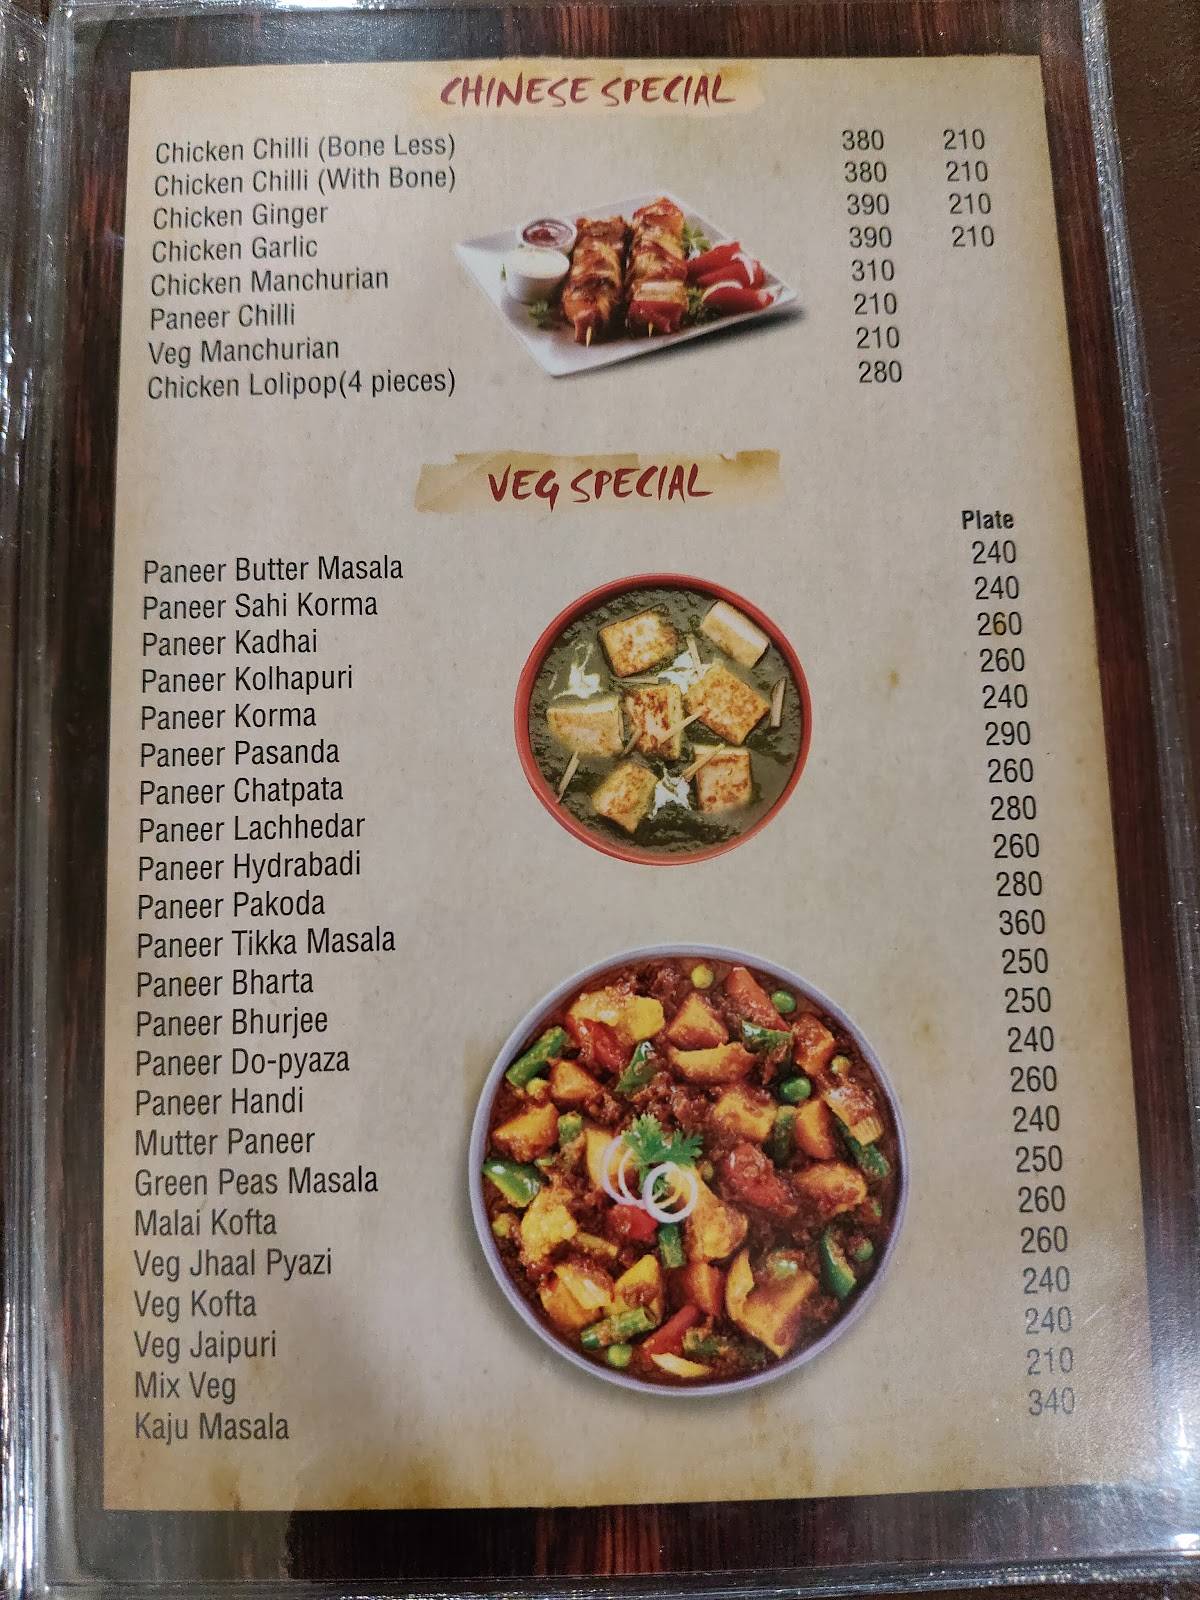 CHINESE SPECIAL
Chicken Chilli (Bone Less) 380 210
Chicken Chilli (With Bone) 380 210
Chicken Ginger 390 210
Chicken Garlic 390 210
Chicken Manchurian 310
Paneer Chilli 210
Veg Manchurian 210
Chicken Lolipop(4 pieces) 280
VEG SPECIAL
Plate
Paneer Butter Masala 240
Paneer Sahi Korma 240
Paneer Kadhai 260
Paneer Kolhapuri 260
Paneer Korma 240
Paneer Pasanda 290
Paneer Chatpata 260
Paneer Lachhedar 280
Paneer Hydrabadi 260
Paneer Pakoda 280
Paneer Tikka Masala 360
Paneer Bharta 250
Paneer Bhurjee 250
Paneer Do-pyaza 240
Paneer Handi 260
Mutter Paneer 240
Green Peas Masala 250
Malai Kofta 260
Veg Jhaal Pyazi 260
Veg Kofta 240
Veg Jaipuri 240
Mix Veg 210
Kaju Masala 340